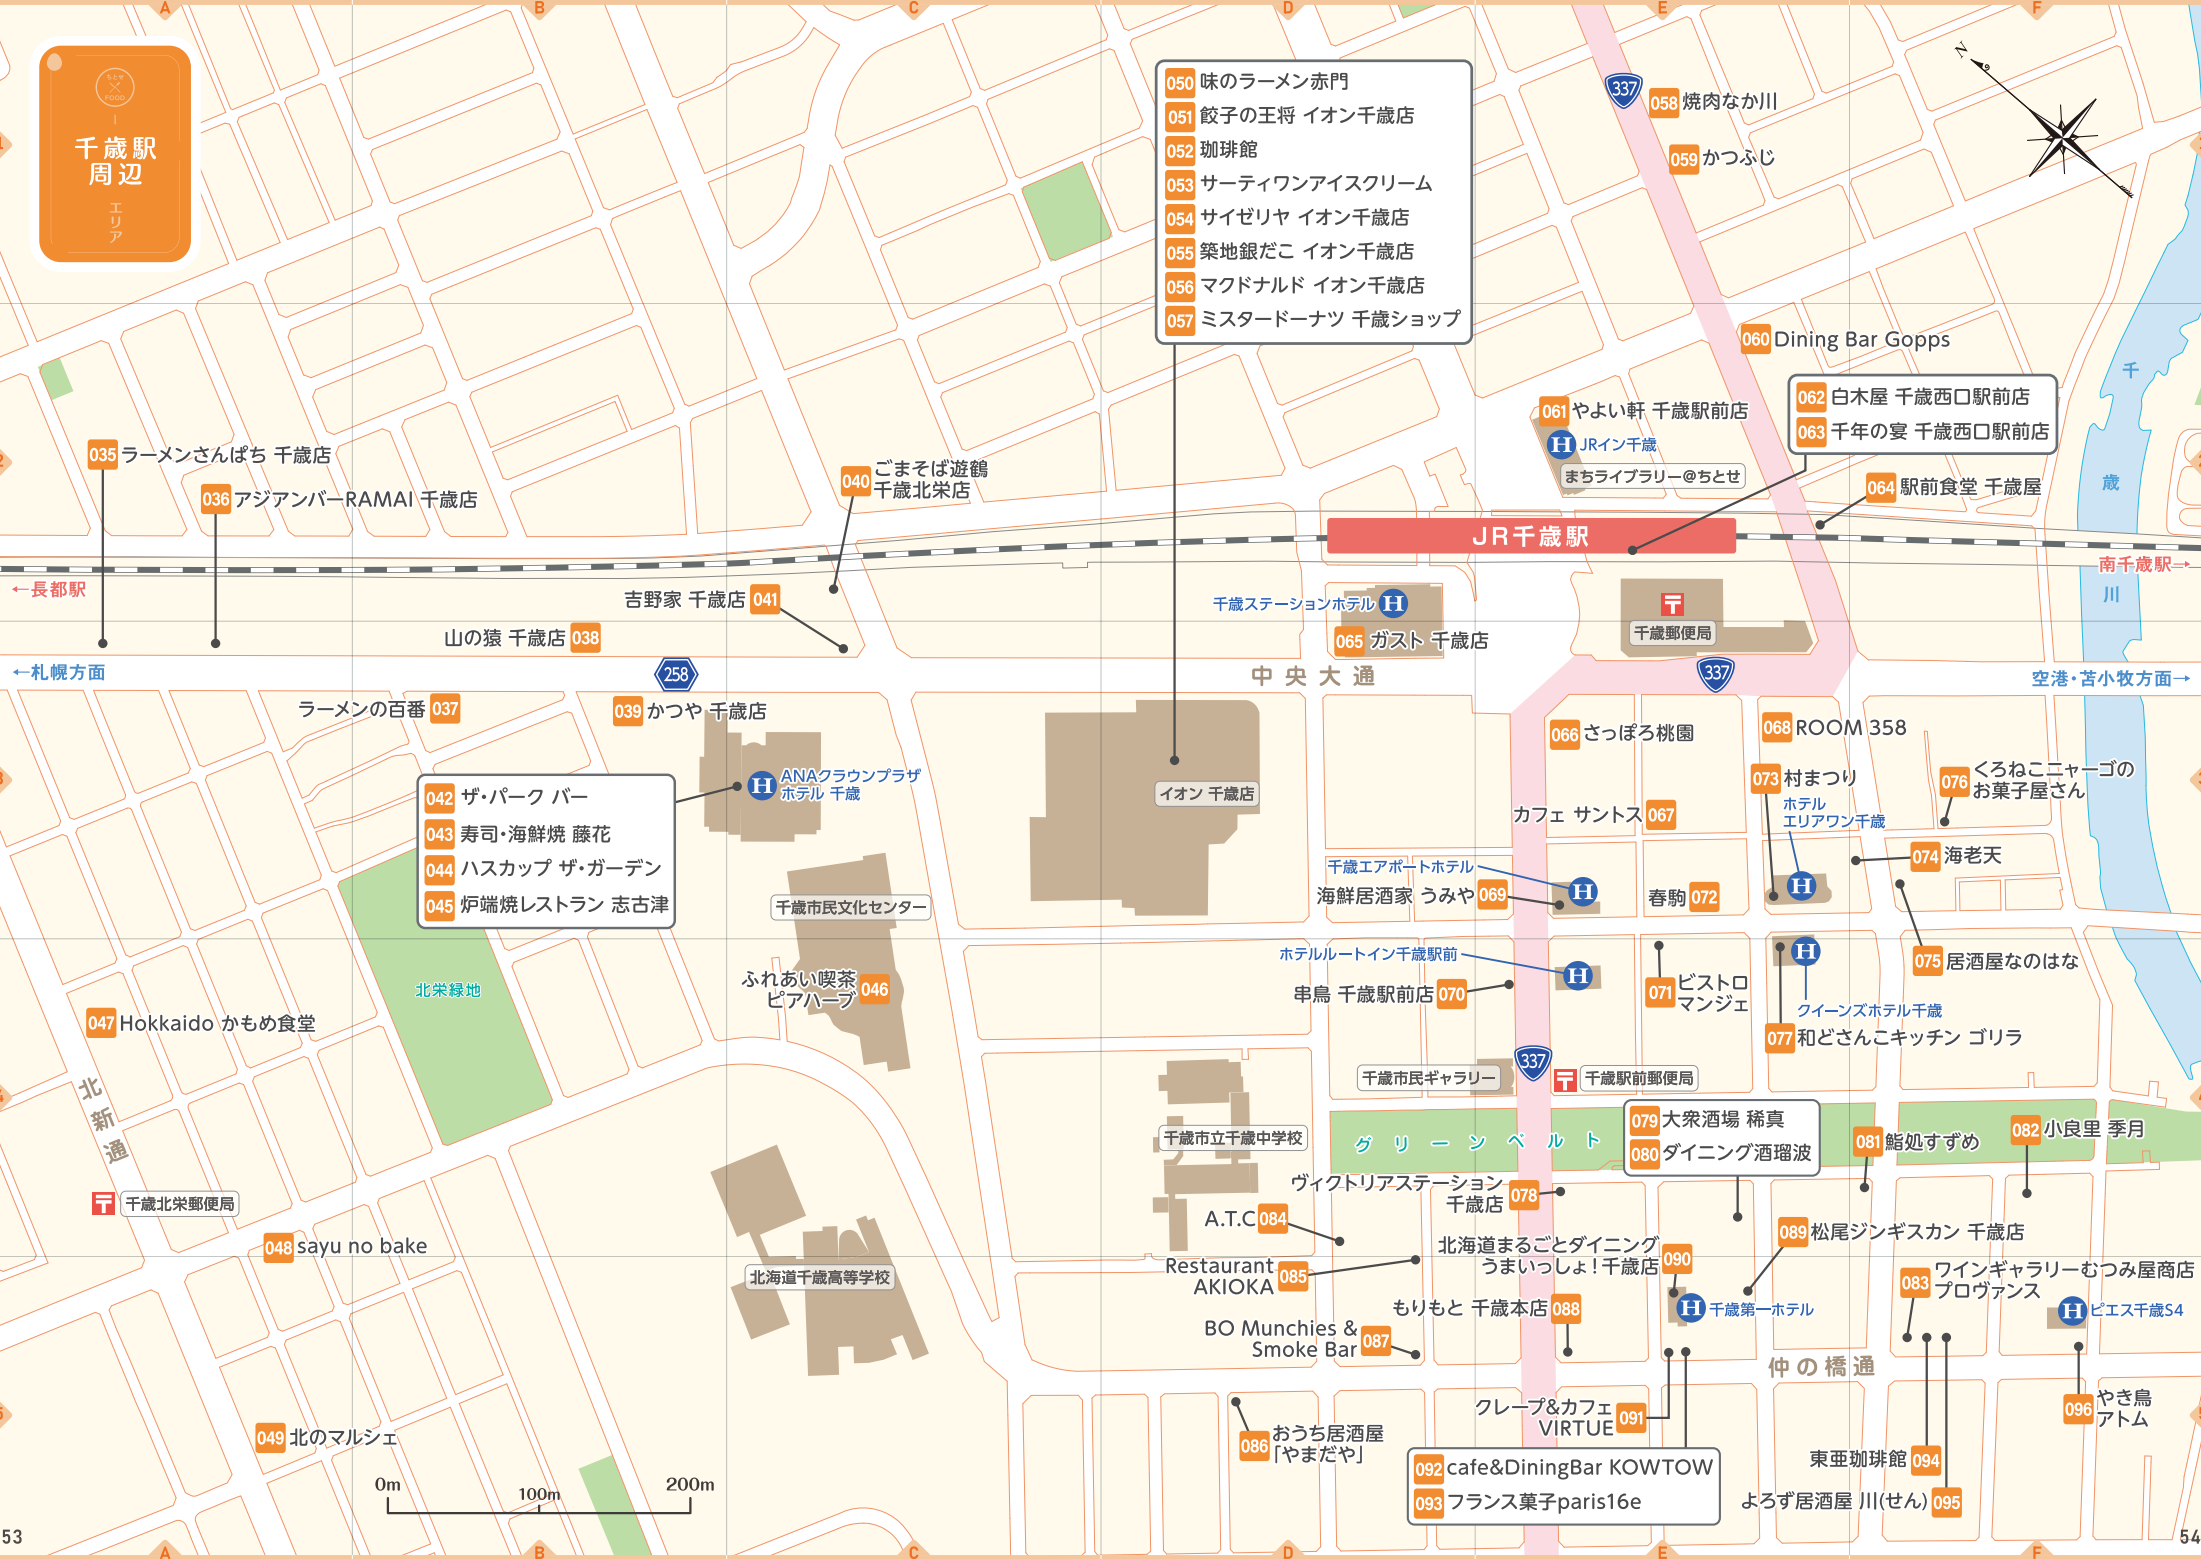 A
B
C
D
E
F
ちとせ
FOOD
千歳駅
周辺
エリア
N
050 味のラーメン赤門
051 餃子の王将 イオン千歳店
052 珈琲館
053 サーティワンアイスクリーム
054 サイゼリヤ イオン千歳店
055 築地銀だこ イオン千歳店
056 マクドナルド イオン千歳店
057 ミスタードーナツ 千歳ショップ
337
058 焼肉なか川
059 かつふじ
060 Dining Bar Gopps
061 やよい軒 千歳駅前店
H JRイン千歳
まちライブラリー@ちとせ
062 白木屋 千歳西口駅前店
063 千年の宴 千歳西口駅前店
064 駅前食堂 千歳屋
千歳川
035 ラーメンさんぱち 千歳店
036 アジアンバーRAMAI 千歳店
040 ごまそば遊鶴
千歳北栄店
JR千歳駅
←長都駅
南千歳駅→
吉野家 千歳店 041
山の猿 千歳店 038
千歳ステーションホテル H
065 ガスト 千歳店
〒
千歳郵便局
←札幌方面
258
中央大通
337
空港・苫小牧方面→
ラーメンの百番 037
039 かつや 千歳店
066 さっぽろ桃園
068 ROOM 358
042 ザ・パーク バー
043 寿司・海鮮焼 藤花
044 ハスカップ ザ・ガーデン
045 炉端焼レストラン 志古津
H ANAクラウンプラザ
ホテル 千歳
イオン 千歳店
カフェ サントス 067
073 村まつり
ホテル
エリアワン千歳
H
076 くろねこニャーゴの
お菓子屋さん
074 海老天
千歳エアポートホテル H
海鮮居酒家 うみや 069
春駒 072
千歳市民文化センター
ふれあい喫茶
ピアハーブ 046
北栄緑地
ホテルルートイン千歳駅前 H
串鳥 千歳駅前店 070
071 ビストロ
マンジェ
H
クイーンズホテル千歳
075 居酒屋なのはな
077 和どさんこキッチン ゴリラ
047 Hokkaido かもめ食堂
北新通
千歳市民ギャラリー
337
〒 千歳駅前郵便局
千歳市立千歳中学校
グリーンベルト
079 大衆酒場 稀真
080 ダイニング酒瑠波
081 鮨処すずめ
082 小良里 季月
〒 千歳北栄郵便局
048 sayu no bake
ヴィクトリアステーション
千歳店 078
A.T.C 084
089 松尾ジンギスカン 千歳店
北海道まるごとダイニング
うまいっしょ!千歳店 090
Restaurant
AKIOKA 085
北海道千歳高等学校
083 ワインギャラリーむつみ屋商店
プロヴァンス
もりもと 千歳本店 088
H 千歳第一ホテル
H ピエス千歳S4
BO Munchies &
Smoke Bar 087
仲の橋通
049 北のマルシェ
086 おうち居酒屋
「やまだや」
クレープ&カフェ
VIRTUE 091
096 やき鳥
アトム
092 cafe&DiningBar KOWTOW
093 フランス菓子paris16e
東亜珈琲館 094
よろず居酒屋 川(せん) 095
0m
100m
200m
53
54
A
B
C
D
E
F